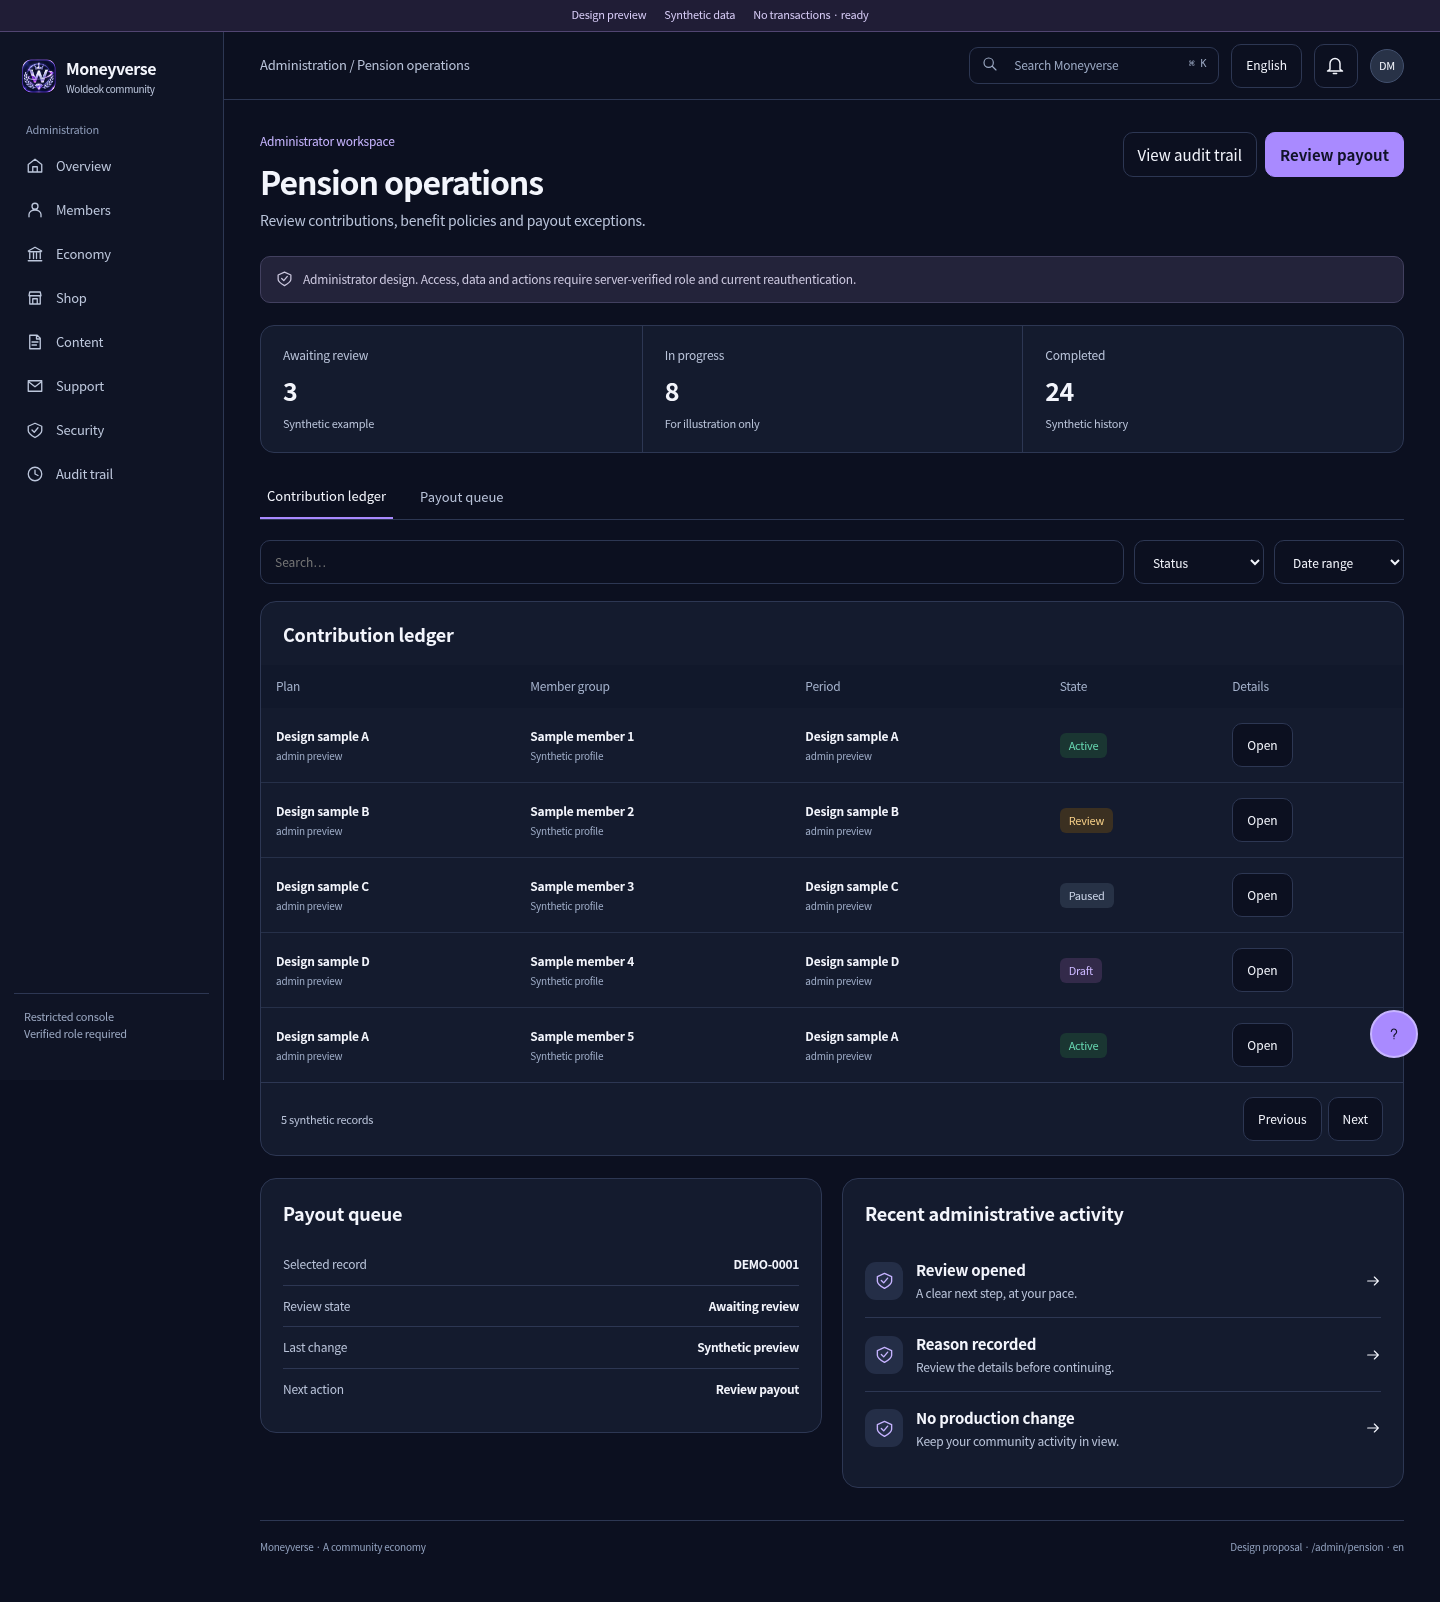 Design preview Synthetic data No transactions · ready
Moneyverse
Woldeok community
Administration
Overview
Members
Economy
Shop
Content
Support
Security
Audit trail
Restricted console
Verified role required
Administration / Pension operations
Search Moneyverse ⌘ K
English
DM
Administrator workspace
Pension operations
Review contributions, benefit policies and payout exceptions.
View audit trail
Review payout
Administrator design. Access, data and actions require server-verified role and current reauthentication.
Awaiting review
3
Synthetic example
In progress
8
For illustration only
Completed
24
Synthetic history
Contribution ledger Payout queue
Search…
Status
Date range
Contribution ledger
Plan Member group Period State Details
Design sample A Sample member 1 Design sample A Active Open
admin preview Synthetic profile admin preview
Design sample B Sample member 2 Design sample B Review Open
admin preview Synthetic profile admin preview
Design sample C Sample member 3 Design sample C Paused Open
admin preview Synthetic profile admin preview
Design sample D Sample member 4 Design sample D Draft Open
admin preview Synthetic profile admin preview
Design sample A Sample member 5 Design sample A Active Open
admin preview Synthetic profile admin preview
?
5 synthetic records Previous Next
Payout queue
Selected record DEMO-0001
Review state Awaiting review
Last change Synthetic preview
Next action Review payout
Recent administrative activity
Review opened
A clear next step, at your pace.
Reason recorded
Review the details before continuing.
No production change
Keep your community activity in view.
Moneyverse · A community economy
Design proposal · /admin/pension · en